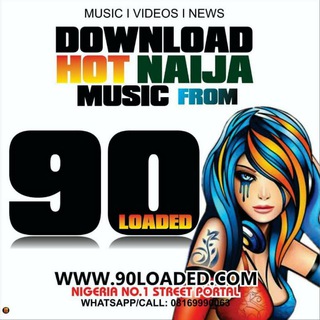 MUSIC I VIDEOS I NEWS
DOWNLOAD
HOT NAIJA
MUSIC FROM
90
LOADED
WWW.90LOADED.COM
NIGERIA NO.1 STREET PORTAL
WHATSAPP/CALL: